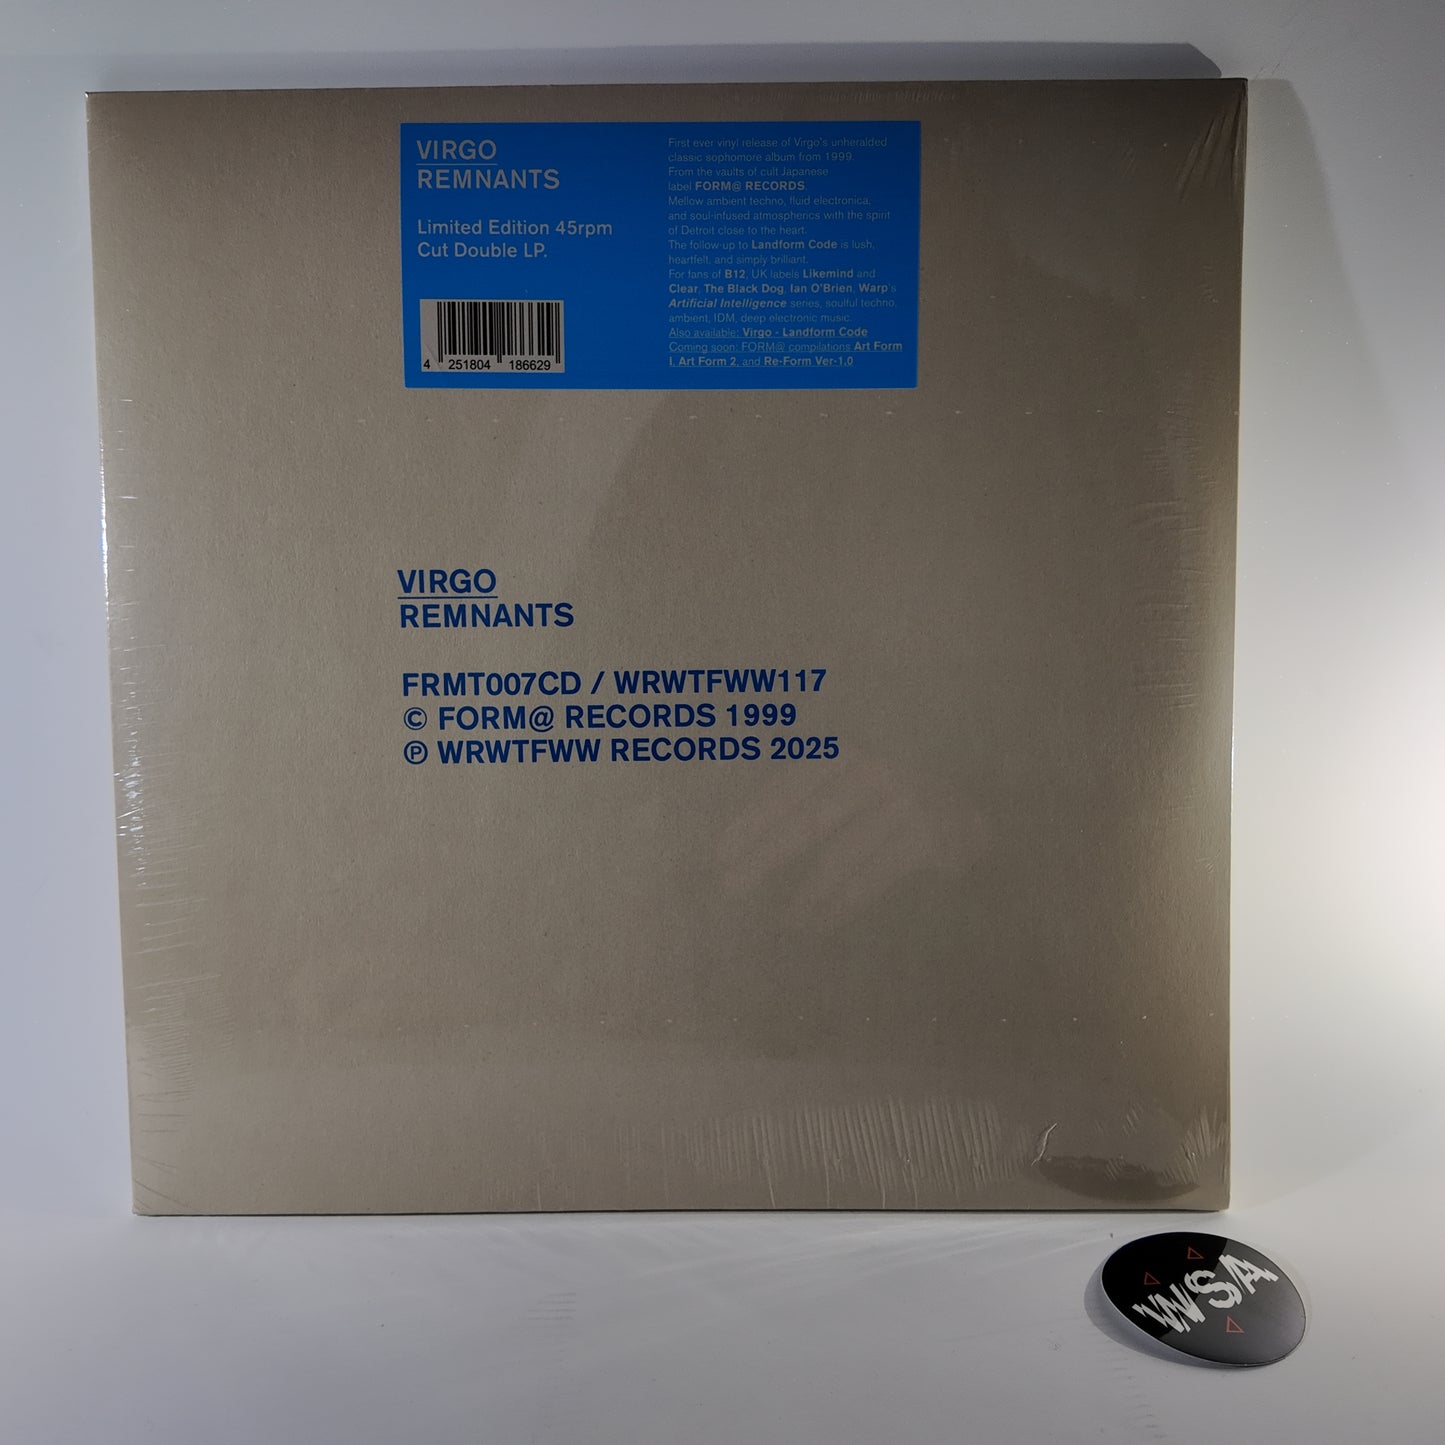 VIRGO
REMNANTS
Limited Edition 45rpm
Cut Double LP.
4 251804 186629
First ever vinyl release of Virgo's unheralded
classic sophomore album from 1999.
From the vaults of cult Japanese
label FORM@ RECORDS
Mellow ambient techno, fluid electronica,
and soul-infused atmospherics with the spirit
of Detroit close to the heart.
The follow-up to Landform Code is lush,
heartfelt, and simply brilliant.
For fans of B12, UK labels Likemind and
Clear, The Black Dog, Ian O'Brien, Warp's
Artificial Intelligence series, soulful techno,
ambient, IDM, deep electronic music.
Also available: Virgo - Landform Code
Coming soon: FORM@ compilations Art Form
1, Art Form 2, and Re-Form Ver-1.0
VIRGO
REMNANTS
FRMT007CD / WRWTFWW117
© FORM@ RECORDS 1999
℗ WRWTFWW RECORDS 2025
VVSA